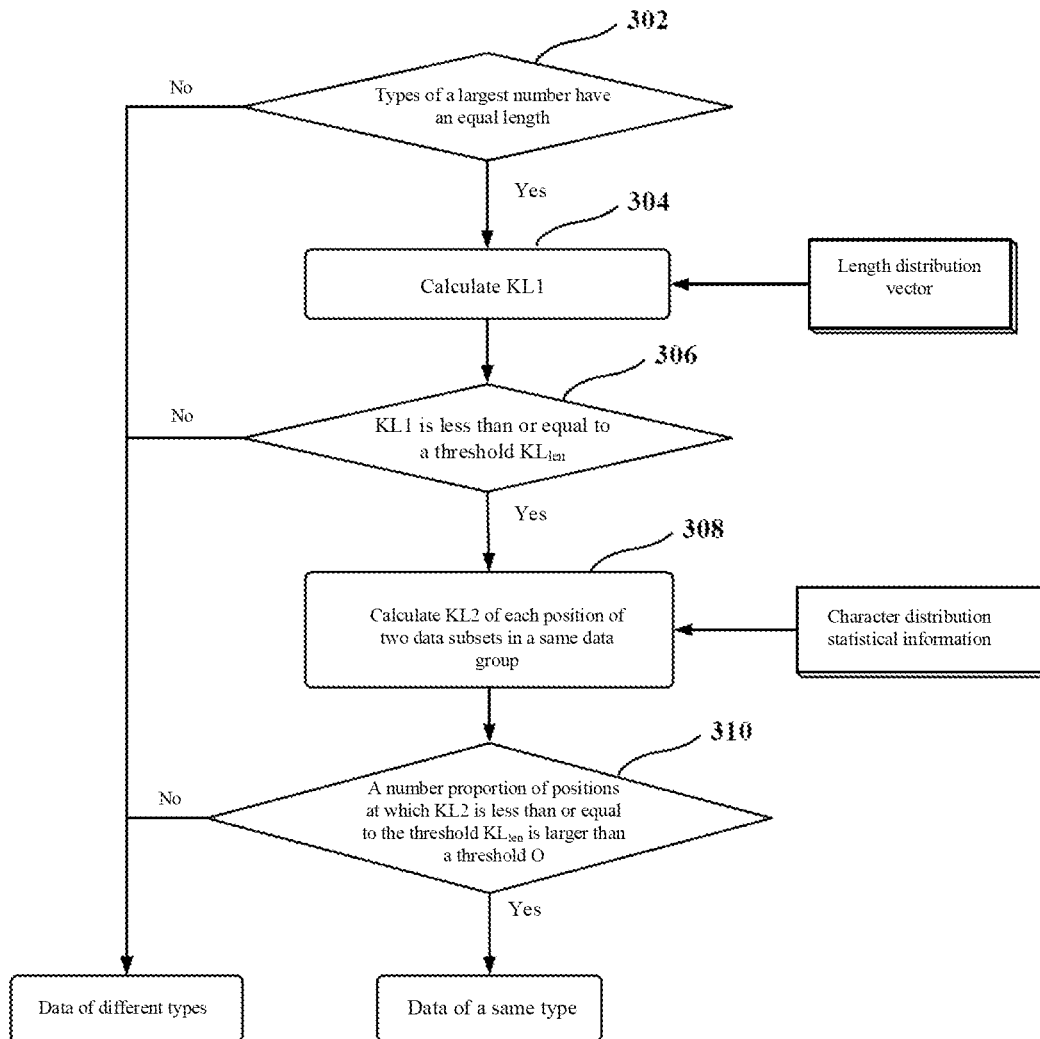 302
No
Types of a largest number have
an equal length
Yes
304
Calculate KL1
Length distribution
vector
306
No
KL1 is less than or equal to
a threshold KLlen
Yes
308
Calculate KL2 of each position of
two data subsets in a same data
group
Character distribution
statistical information
310
No
A number proportion of positions
at which KL2 is less than or equal
to the threshold KLlen is larger than
a threshold O
Yes
Data of different types
Data of a same type